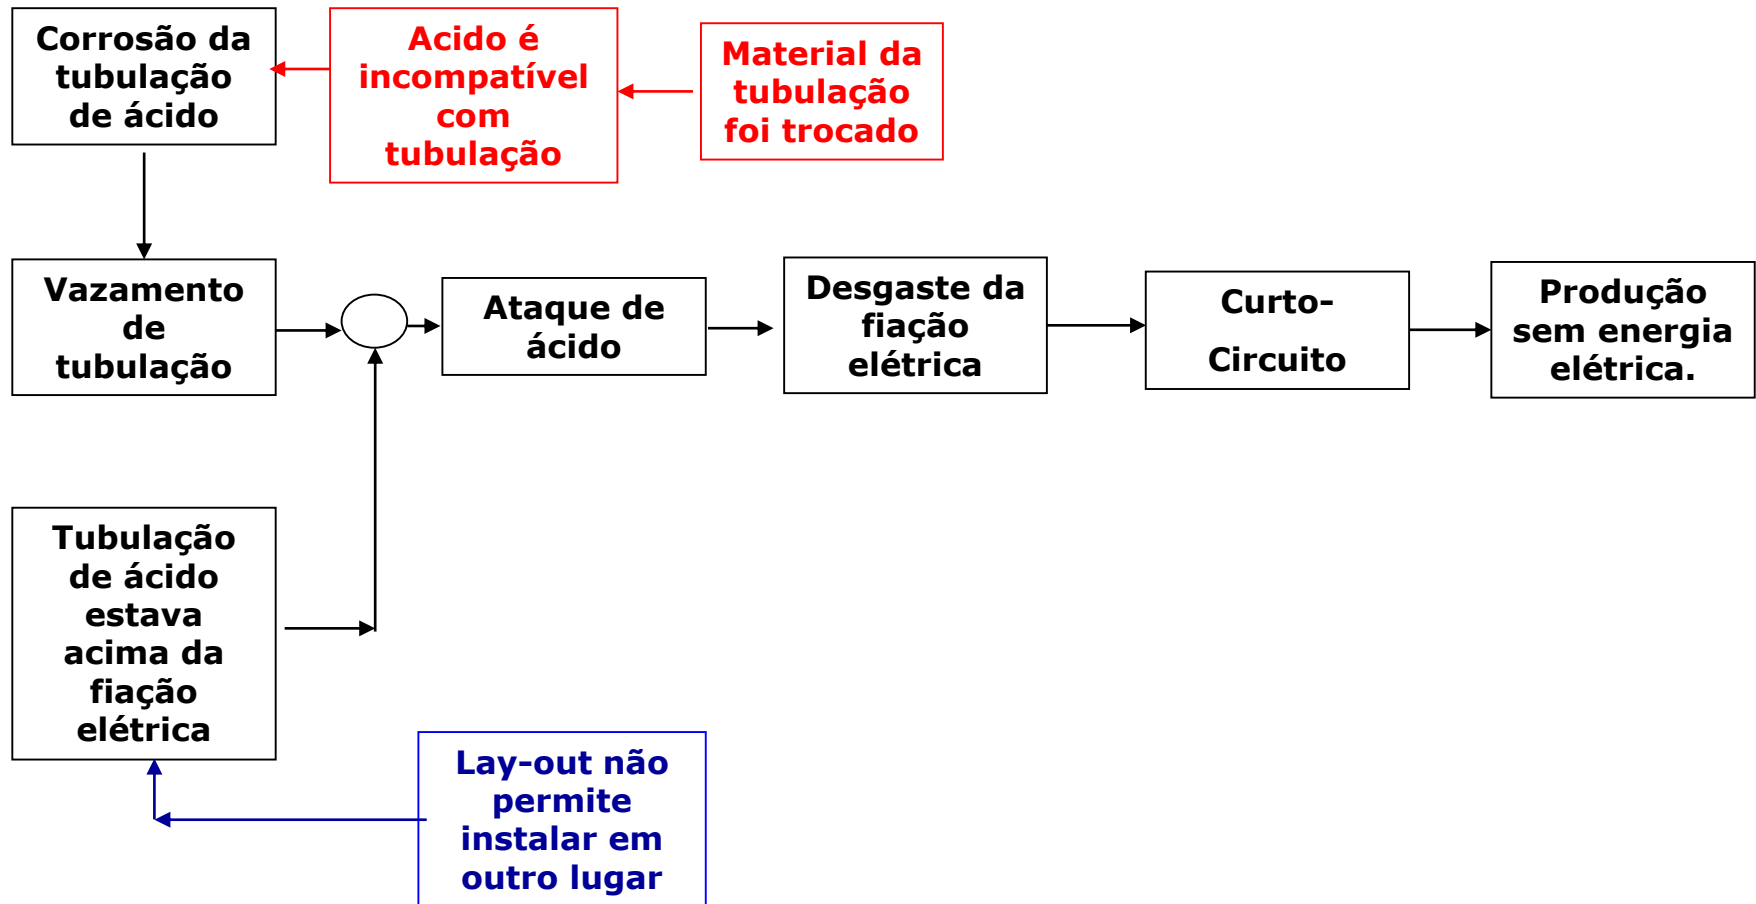 Corrosão da
tubulação
de ácido
Acido é
incompatível
com
tubulação
Material da
tubulação
foi trocado
Vazamento
de
tubulação
Ataque de
ácido
Desgaste da
fiação
elétrica
Curto-
Circuito
Produção
sem energia
elétrica.
Tubulação
de ácido
estava
acima da
fiação
elétrica
Lay-out não
permite
instalar em
outro lugar